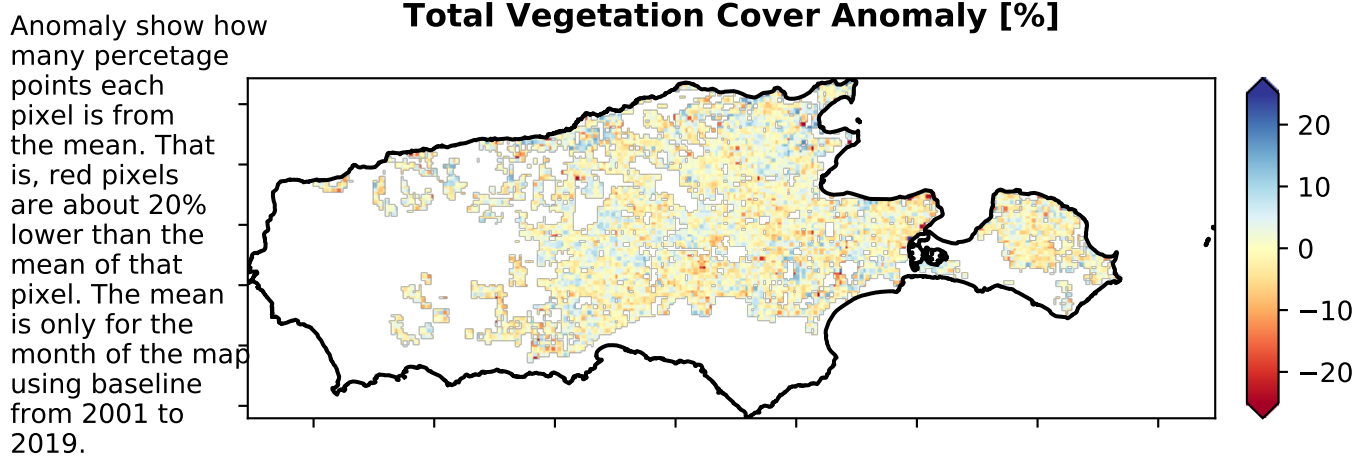 Total Vegetation Cover Anomaly [%]
Anomaly show how
many percetage
points each
pixel is from
the mean. That
is, red pixels
are about 20%
lower than the
mean of that
pixel. The mean
is only for the
month of the map
using baseline
from 2001 to
2019.
20
10
0
−10
−20